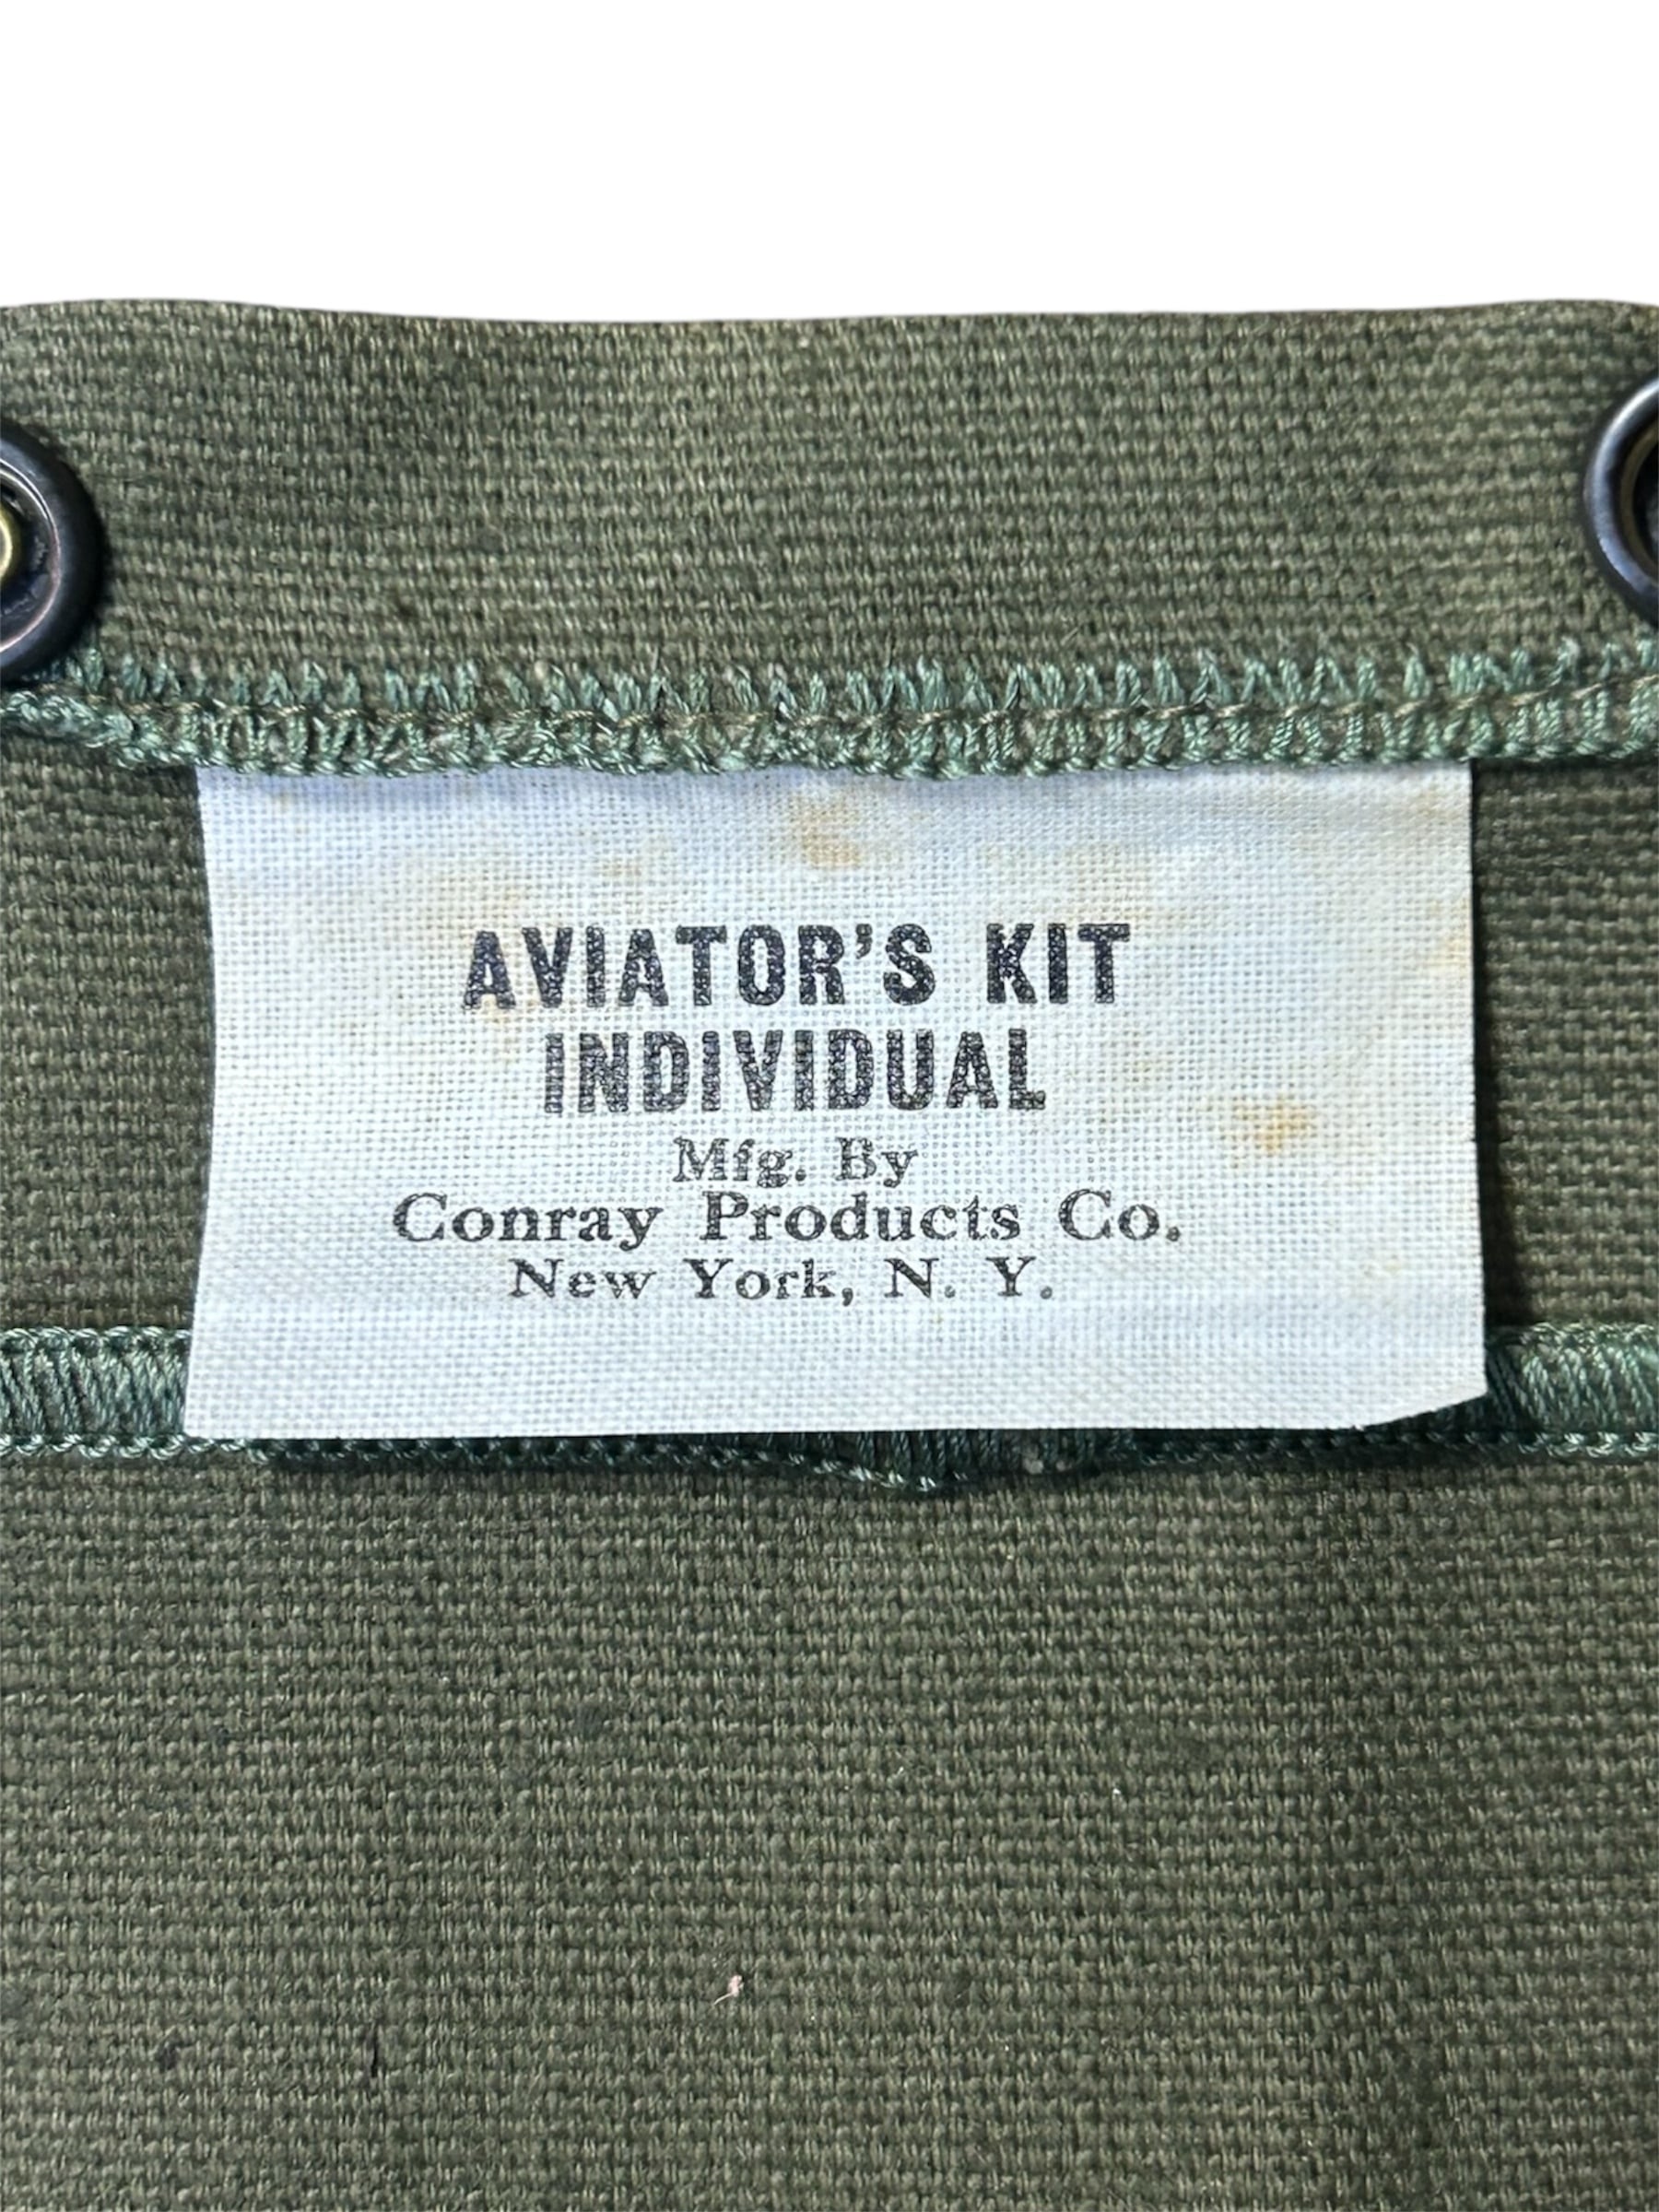 AVIATOR'S KIT
INDIVIDUAL
Mfg. By
Conray Products Co.
New York, N. Y.